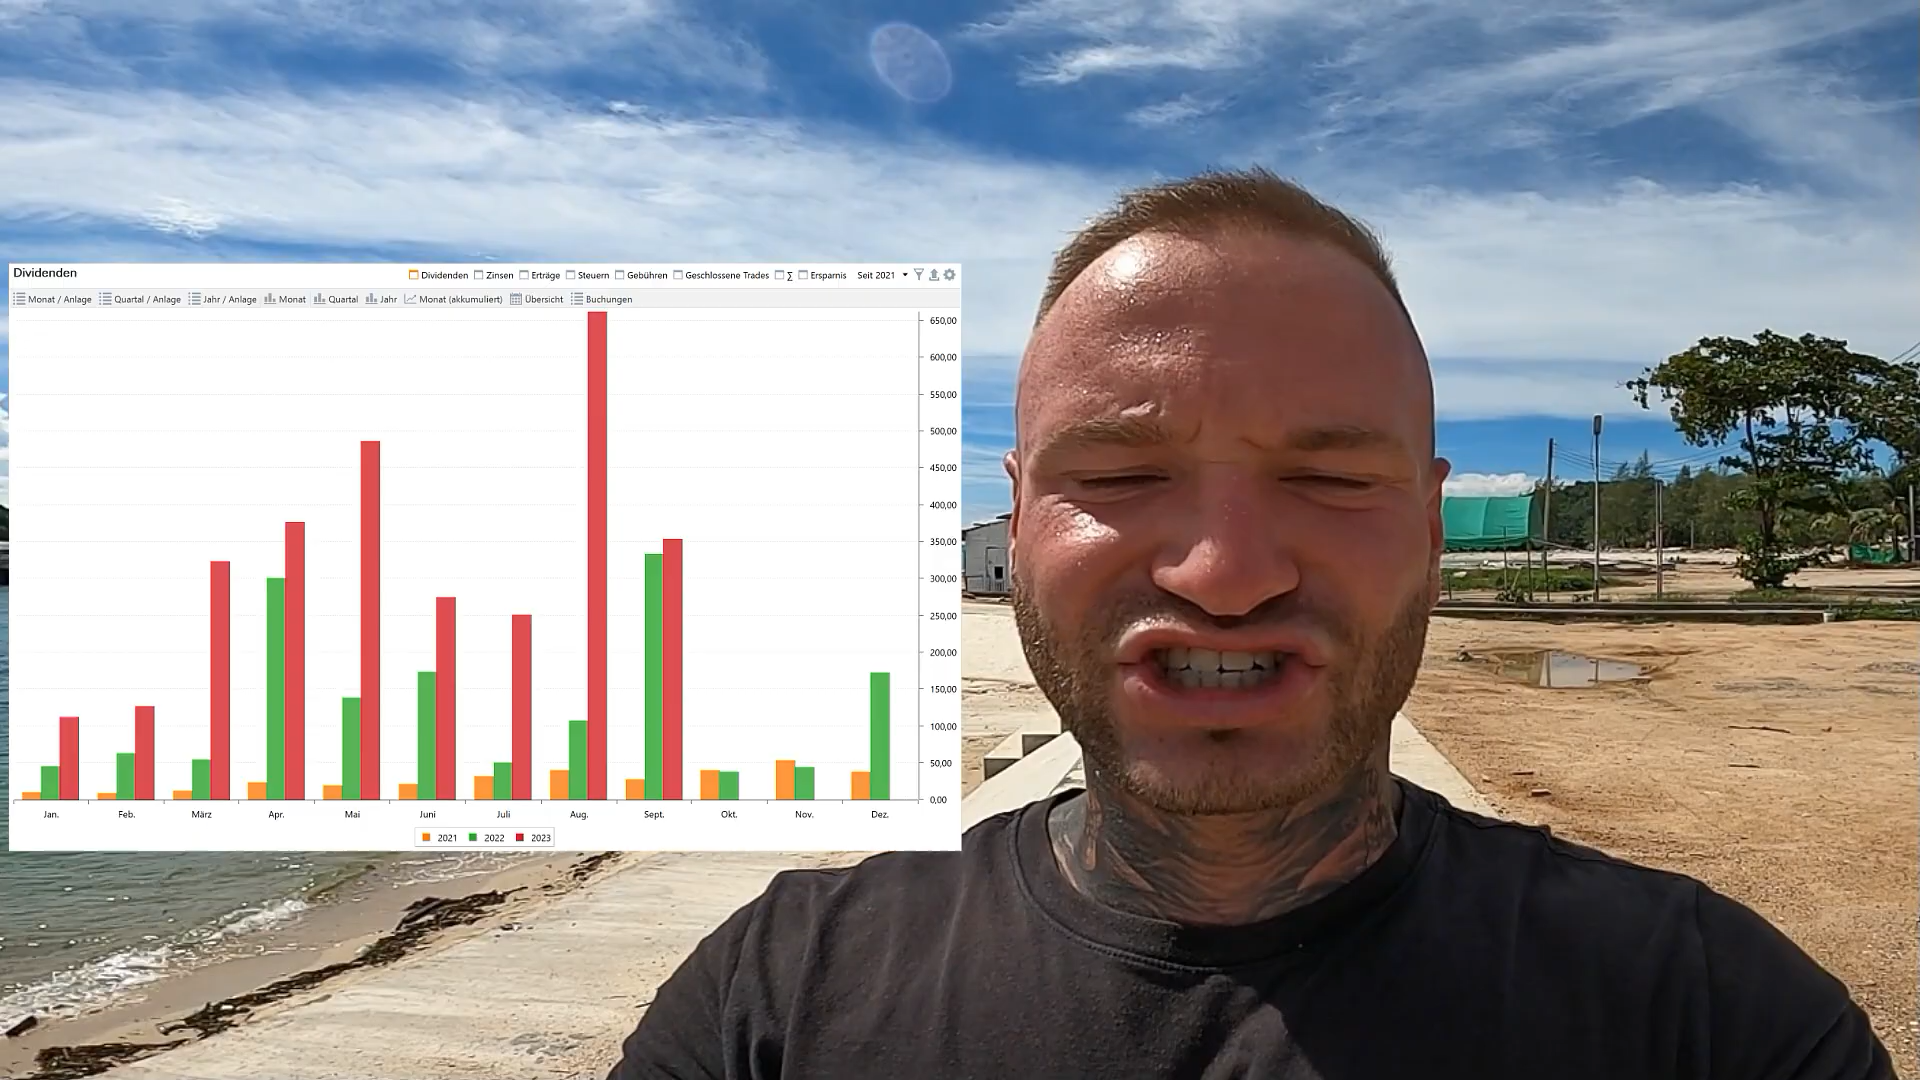 Dividenden
Dividenden Zinsen Erträge Steuern Gebühren Geschlossene Trades ∑ Ersparnis Seit 2021
Monat / Anlage Quartal / Anlage Jahr / Anlage Monat Quartal Jahr Monat (akkumuliert) Übersicht Buchungen
650,00
600,00
550,00
500,00
450,00
400,00
350,00
300,00
250,00
200,00
150,00
100,00
50,00
0,00
Jan. Feb. März Apr. Mai Juni Juli Aug. Sept. Okt. Nov. Dez.
2021 2022 2023